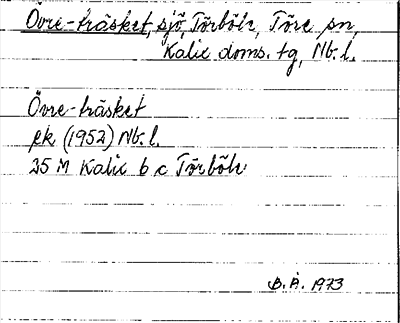 Övre-träsket, sjö, Törböle, Töre sn,
Kalix doms. tg, Nb. l.
Övre-träsket
ek (1952) Nb. l.
25 M Kalix b c Törböle
B. Å. 1973